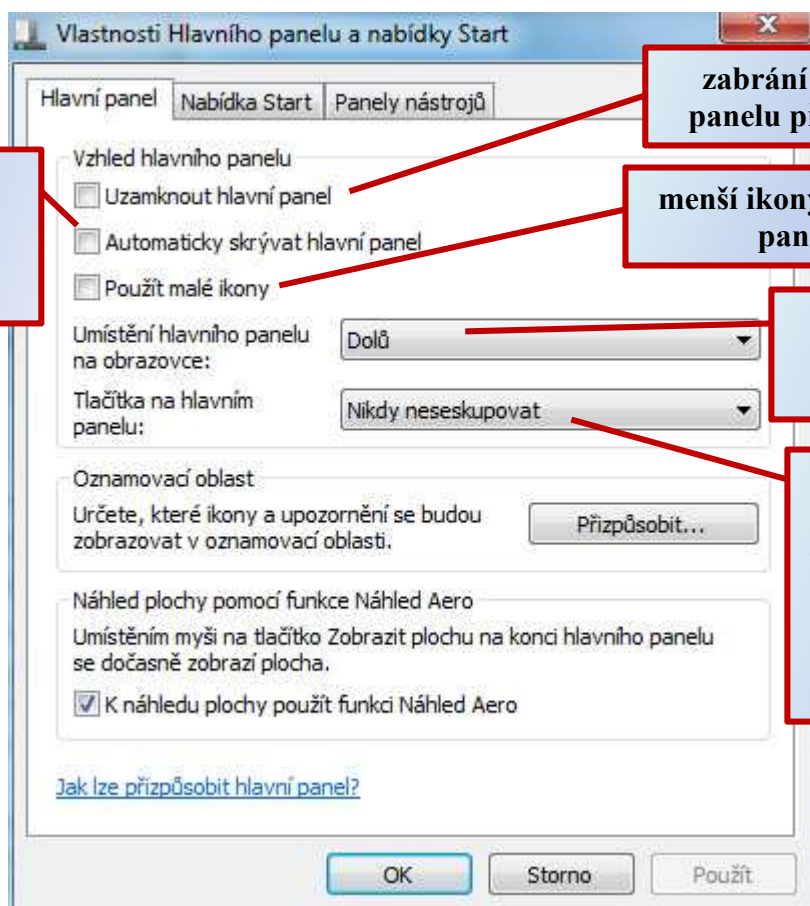 Vlastnosti Hlavního panelu a nabídky Start
zabrání
panelu
Hlavní panel Nabídka Start Panely nástrojů
Vzhled hlavního panelu
Uzamknout hlavní panel
menší
Automaticky skrývat hlavní panel
Použít malé ikony
Umístění hlavního panelu
na obrazovce:
Dolů
Tlačítka na hlavním
panelu:
Nikdy neseskupovat
Oznamovací oblast
Určete, které ikony a upozornění se budou
zobrazovat v oznamovací oblasti.
Přizpůsobit...
Náhled plochy pomocí funkce Náhled Aero
Umístěním myši na tlačítko Zobrazit plochu na konci hlavního panelu
se dočasně zobrazí plocha.
K náhledu plochy použít funkci Náhled Aero
Jak lze přizpůsobit hlavní panel?
OK Storno Použít